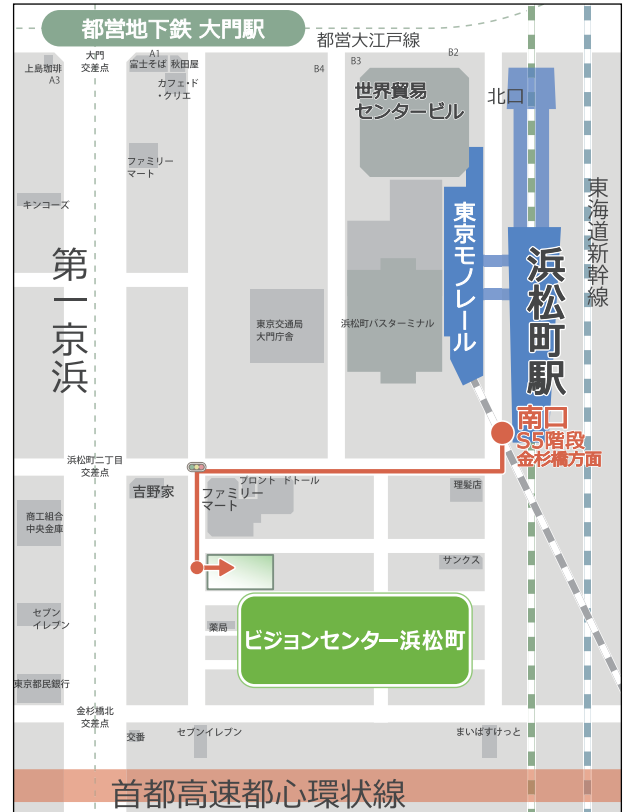 都営地下鉄 大門駅
都営大江戸線
大門
交差点
A1
B2
上島珈琲
A3
富士そば
秋田屋
カフェ・ド
・クリエ
B4
B3
世界貿易
センタービル
北口
ファミリー
マート
キンコーズ
東海道新幹線
東京モノレール
浜松町駅
第一京浜
東京交通局
大門庁舎
浜松町バスターミナル
南口
S5階段
金杉橋方面
浜松町二丁目
交差点
吉野家
ファミリー
マート
プロント
ドトール
理髪店
商工組合
中央金庫
サンクス
セブン
イレブン
薬局
ビジョンセンター浜松町
東京都民銀行
金杉橋北
交差点
交番
セブンイレブン
まいばすけっと
首都高速都心環状線